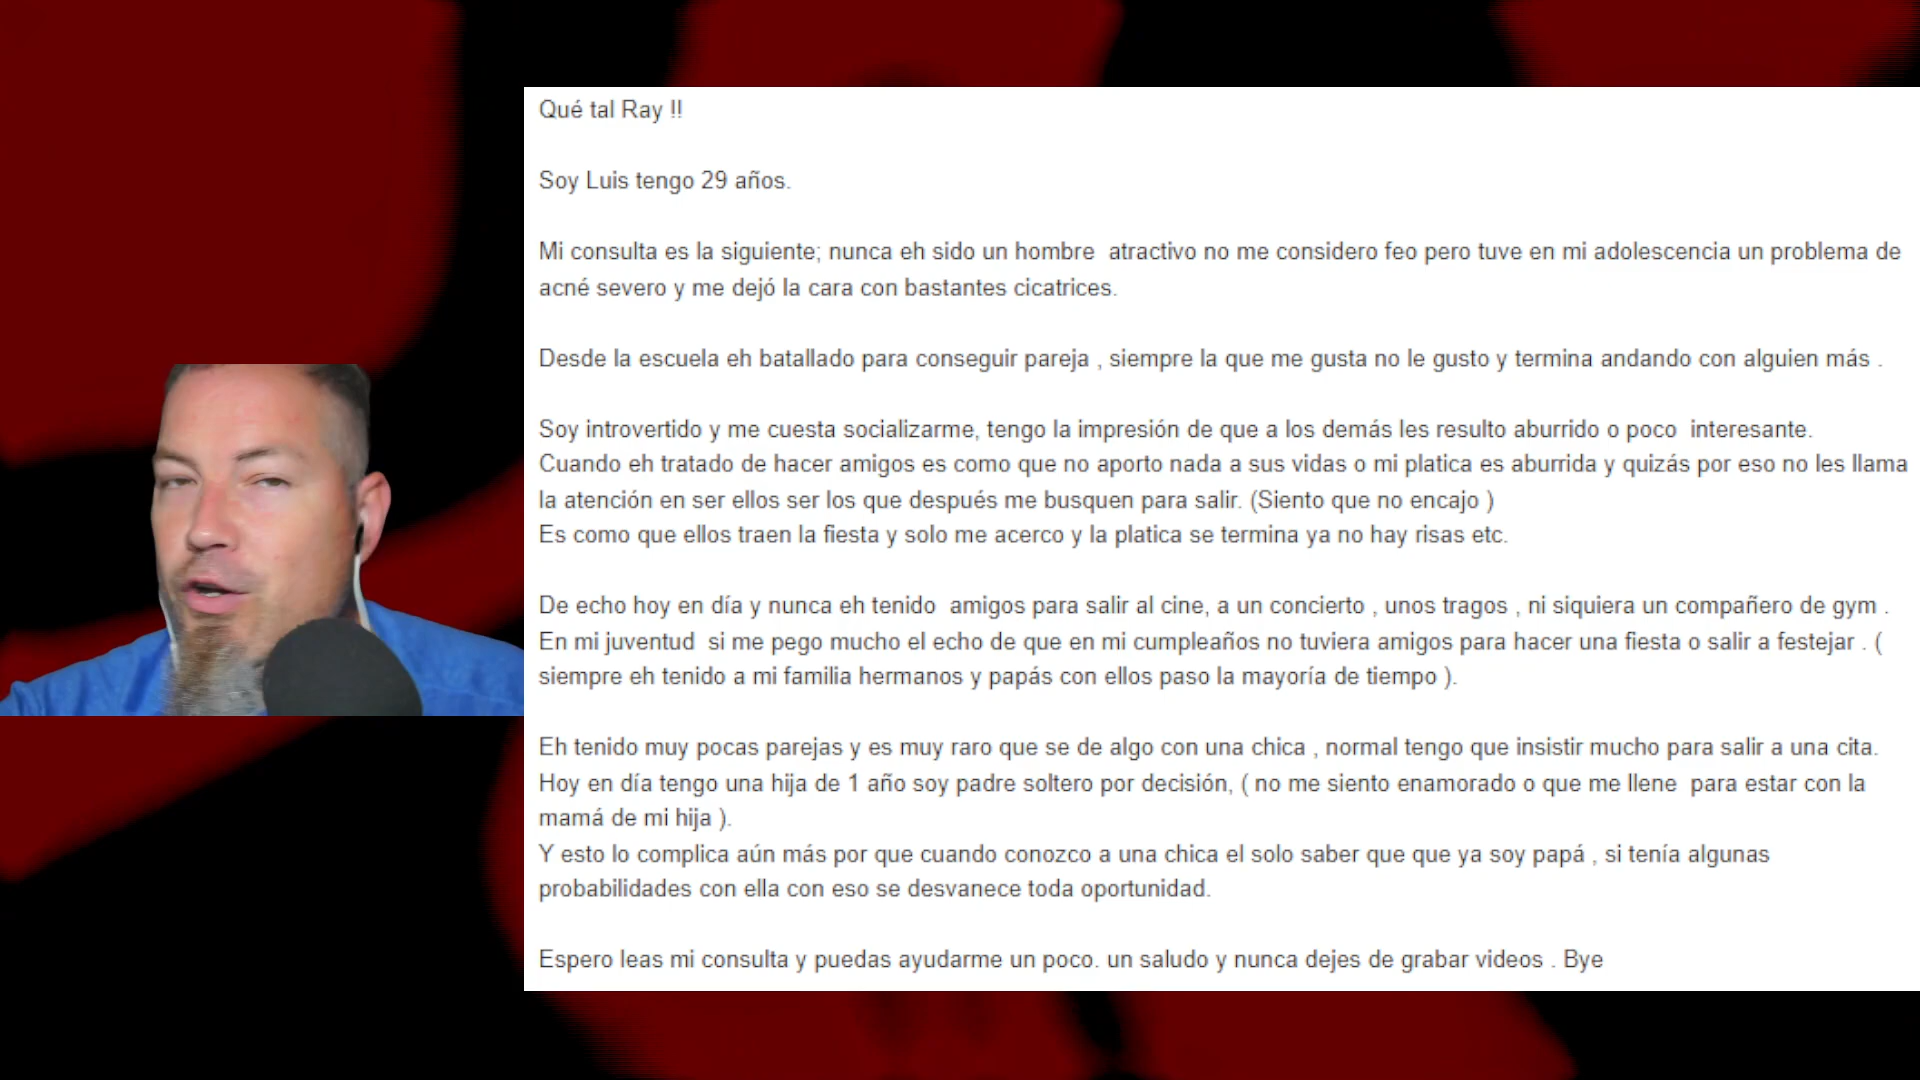 Qué tal Ray !!
Soy Luis tengo 29 años.
Mi consulta es la siguiente; nunca eh sido un hombre  atractivo no me considero feo pero tuve en mi adolescencia un problema de
acné severo y me dejó la cara con bastantes cicatrices.
Desde la escuela eh batallado para conseguir pareja , siempre la que me gusta no le gusto y termina andando con alguien más .
Soy introvertido y me cuesta socializarme, tengo la impresión de que a los demás les resulto aburrido o poco  interesante.
Cuando eh tratado de hacer amigos es como que no aporto nada a sus vidas o mi platica es aburrida y quizás por eso no les llama
la atención en ser ellos ser los que después me busquen para salir. (Siento que no encajo )
Es como que ellos traen la fiesta y solo me acerco y la platica se termina ya no hay risas etc.
De echo hoy en día y nunca eh tenido  amigos para salir al cine, a un concierto , unos tragos , ni siquiera un compañero de gym .
En mi juventud  si me pego mucho el echo de que en mi cumpleaños no tuviera amigos para hacer una fiesta o salir a festejar . (
siempre eh tenido a mi familia hermanos y papás con ellos paso la mayoría de tiempo ).
Eh tenido muy pocas parejas y es muy raro que se de algo con una chica , normal tengo que insistir mucho para salir a una cita.
Hoy en día tengo una hija de 1 año soy padre soltero por decisión, ( no me siento enamorado o que me llene  para estar con la
mamá de mi hija ).
Y esto lo complica aún más por que cuando conozco a una chica el solo saber que que ya soy papá , si tenía algunas
probabilidades con ella con eso se desvanece toda oportunidad.
Espero leas mi consulta y puedas ayudarme un poco. un saludo y nunca dejes de grabar videos . Bye